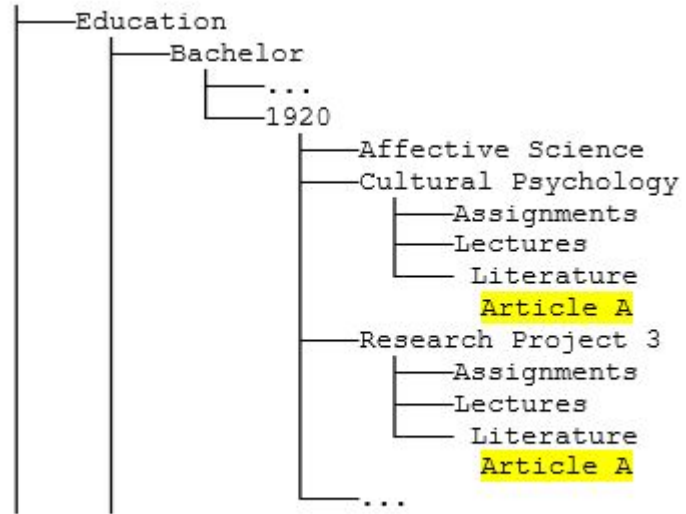 Education
Bachelor
...
1920
Affective Science
Cultural Psychology
Assignments
Lectures
Literature
Article A
Research Project 3
Assignments
Lectures
Literature
Article A
...